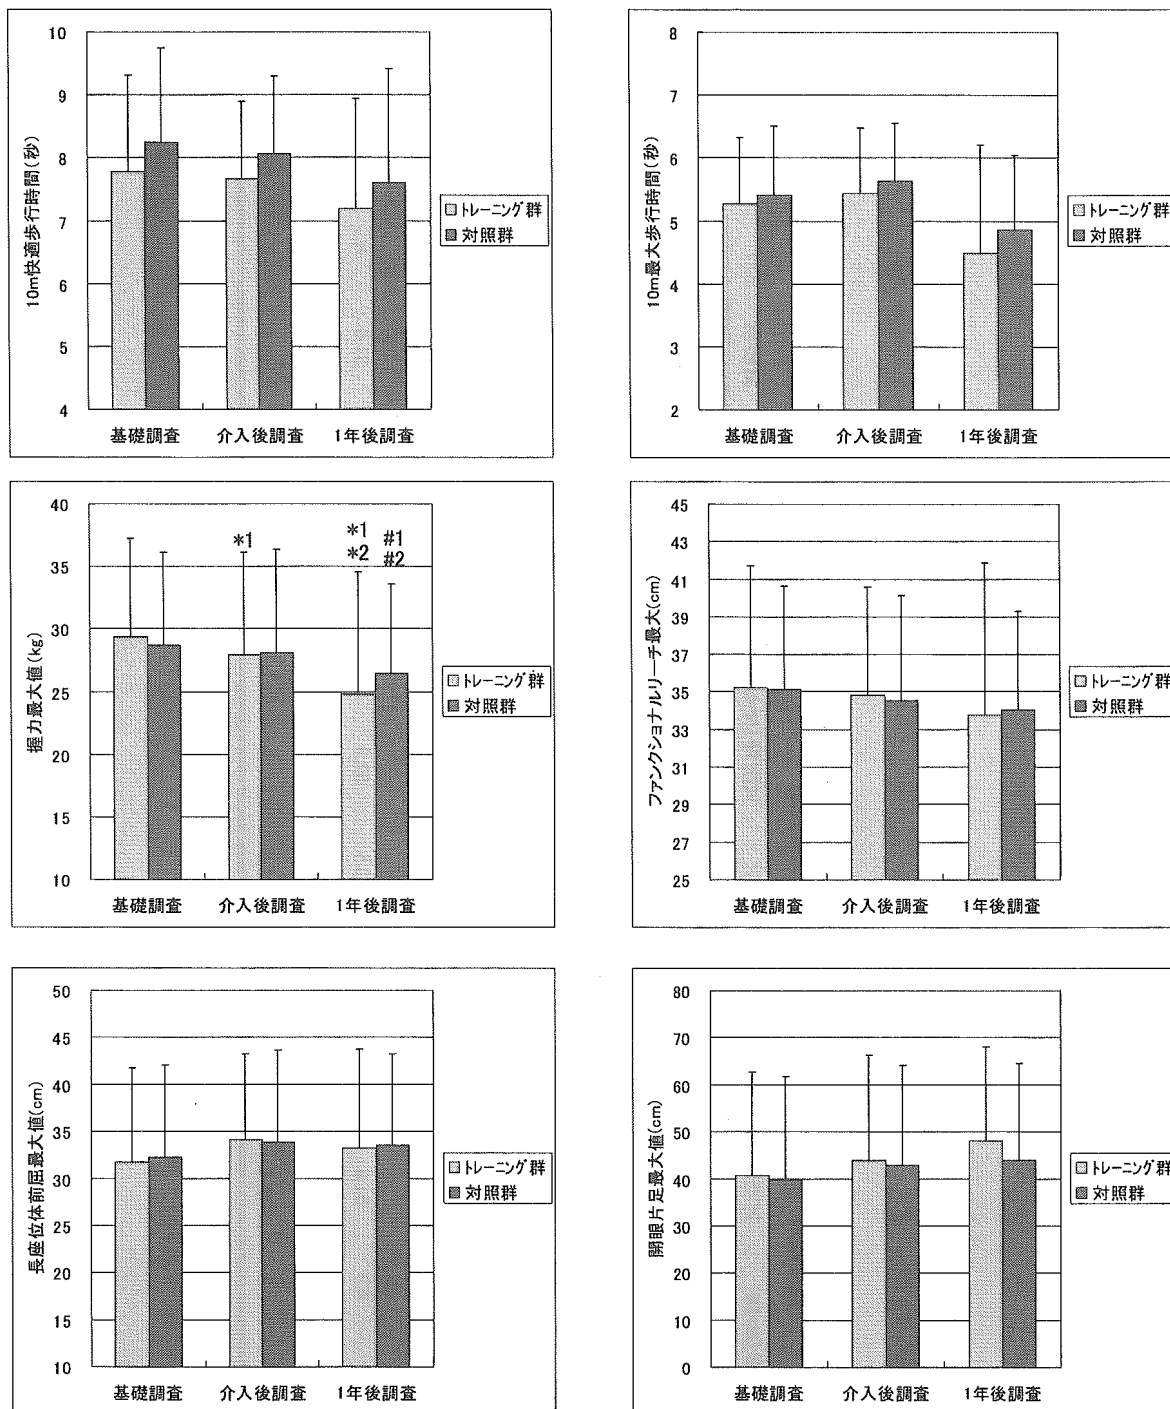 10m快適歩行時間(秒)
10
9
8
7
6
5
4
基礎調査 介入後調査 1年後調査
トレーニング群
対照群
10m最大歩行時間(秒)
8
7
6
5
4
3
2
基礎調査 介入後調査 1年後調査
トレーニング群
対照群
握力最大値(kg)
40
35
30
25
20
15
10
*1
*1 #1
*2 #2
基礎調査 介入後調査 1年後調査
トレーニング群
対照群
ファンクショナルリーチ最大(cm)
45
43
41
39
37
35
33
31
29
27
25
基礎調査 介入後調査 1年後調査
トレーニング群
対照群
長座位体前屈最大値(cm)
50
45
40
35
30
25
20
15
10
基礎調査 介入後調査 1年後調査
トレーニング群
対照群
開眼片足最大値(cm)
80
70
60
50
40
30
20
10
0
基礎調査 介入後調査 1年後調査
トレーニング群
対照群